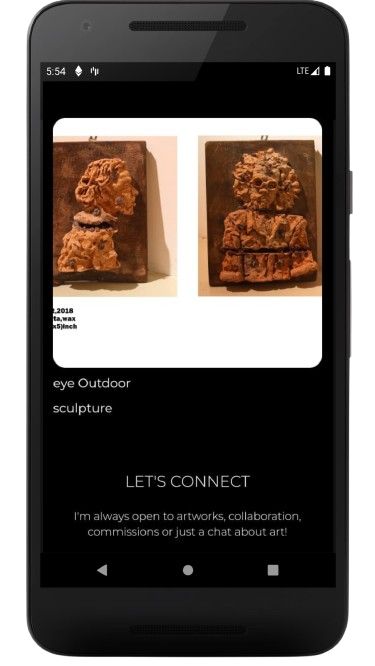 5:54
LTE
,2018
ta,wax
x5)inch
eye Outdoor
sculpture
LET'S CONNECT
I'm always open to artworks, collaboration,
commissions or just a chat about art!